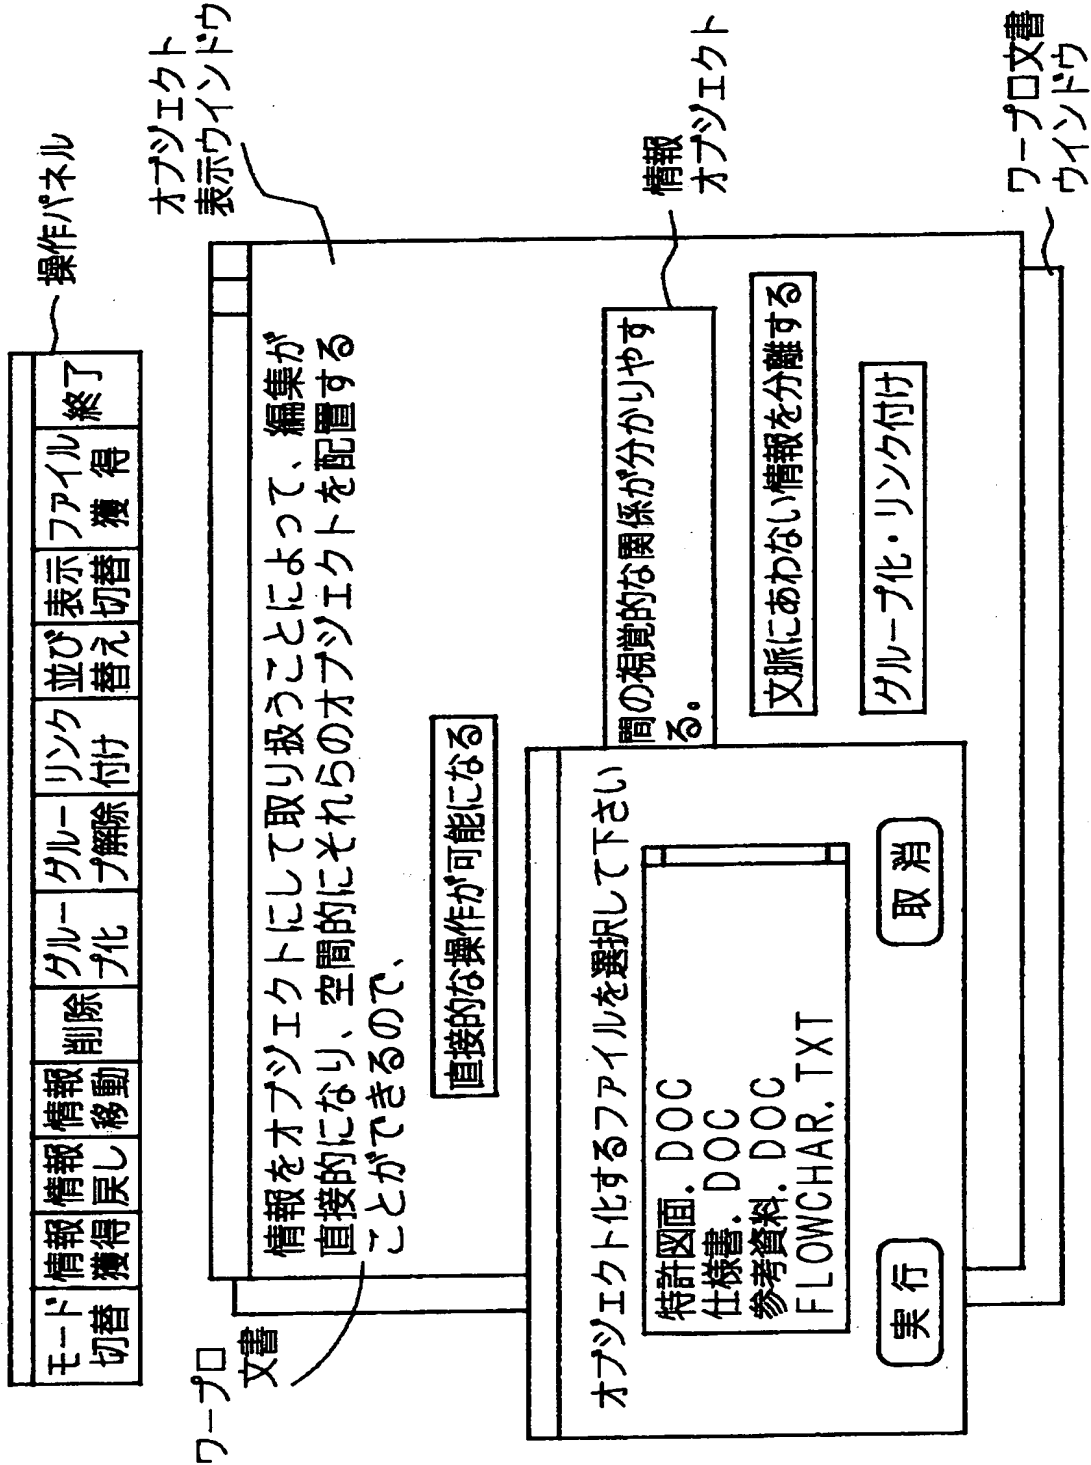 操作パネル
モード
切替
情報
獲得
情報
戻し
情報
移動
削除
グルー
プ化
グルー
プ解除
リンク
付け
並び
替え
表示
切替
ファイル
獲得
終了
オブジェクト
表示ウインドウ
ワープロ
文書
情報をオブジェクトにして取り扱うことによって、編集が
直接的になり、空間的にそれらのオブジェクトを配置する
ことができるので、
直接的な操作が可能になる
間の視覚的な関係が分かりやす
る。
情報
オブジェクト
文脈にあわない情報を分離する
グループ化・リンク付け
オブジェクト化するファイルを選択して下さい
特許図面.DOC
仕様書.DOC
参考資料.DOC
FLOWCHAR.TXT
実行
取消
ワープロ文書
ウインドウ